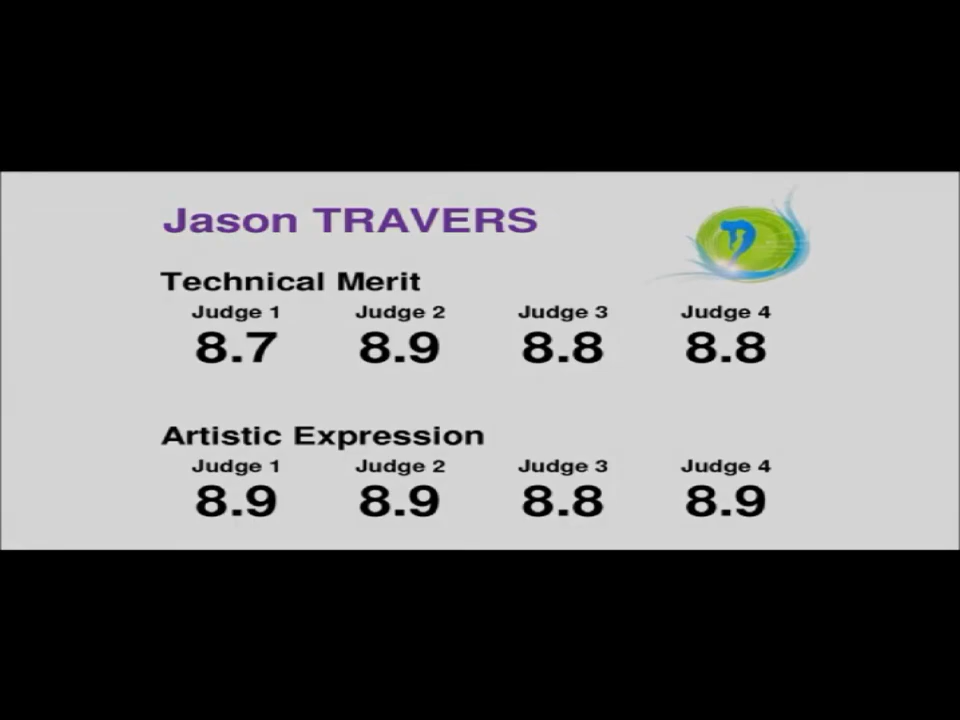 Jason TRAVERS
Technical Merit
Judge 1 Judge 2 Judge 3 Judge 4
8.7 8.9 8.8 8.8
Artistic Expression
Judge 1 Judge 2 Judge 3 Judge 4
8.9 8.9 8.8 8.9